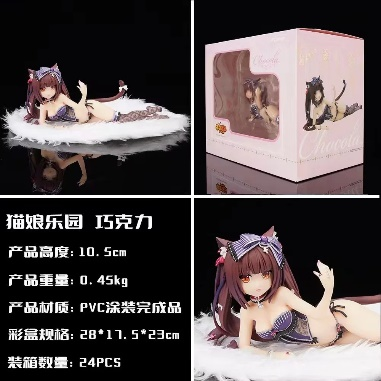 Chocola
Chocola
猫娘乐园 巧克力
产品高度: 10.5cm
产品重量: 0.45kg
产品材质: PVC涂装完成品
彩盒规格: 28*17.5*23cm
装箱数量: 24PCS